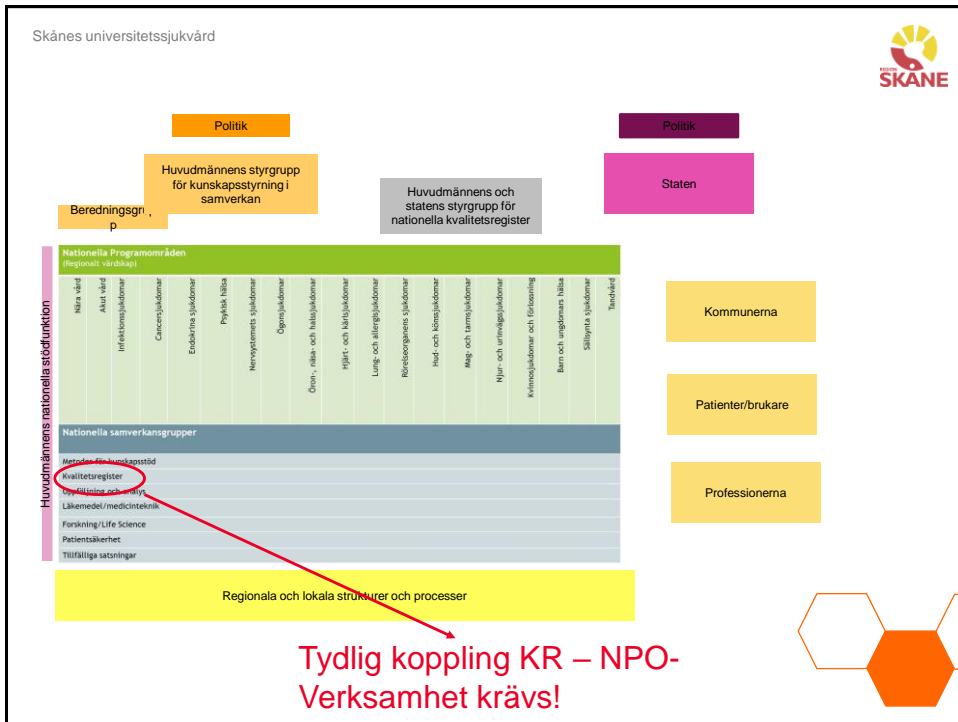 Skånes universitetssjukvård
REGION
SKÅNE
Politik
Politik
Huvudmännens styrgrupp
för kunskapsstyrning i
samverkan
Staten
Huvudmännens och
statens styrgrupp för
nationella kvalitetsregister
Beredningsgrup
p
Huvudmännens nationella stödfunktion
Nationella Programområden
(Regionalt värdskap)
Nära vård
Akut vård
Infektionssjukdomar
Cancersjukdomar
Endokrina sjukdomar
Psykisk hälsa
Nervsystemets sjukdomar
Ögonsjukdomar
Öron-, näsa- och halssjukdomar
Hjärt- och kärlsjukdomar
Lung- och allergisjukdomar
Rörelseorganens sjukdomar
Hud- och könssjukdomar
Mag- och tarmsjukdomar
Njur- och urinvägssjukdomar
Kvinnosjukdomar och förlossning
Barn och ungdomars hälsa
Sällsynta sjukdomar
Tandvård
Kommunerna
Patienter/brukare
Professionerna
Nationella samverkansgrupper
Metoder för kunskapsstöd
Kvalitetsregister
Uppföljning och analys
Läkemedel/medicinteknik
Forskning/Life Science
Patientsäkerhet
Tillfälliga satsningar
Regionala och lokala strukturer och processer
Tydlig koppling KR – NPO-
Verksamhet krävs!